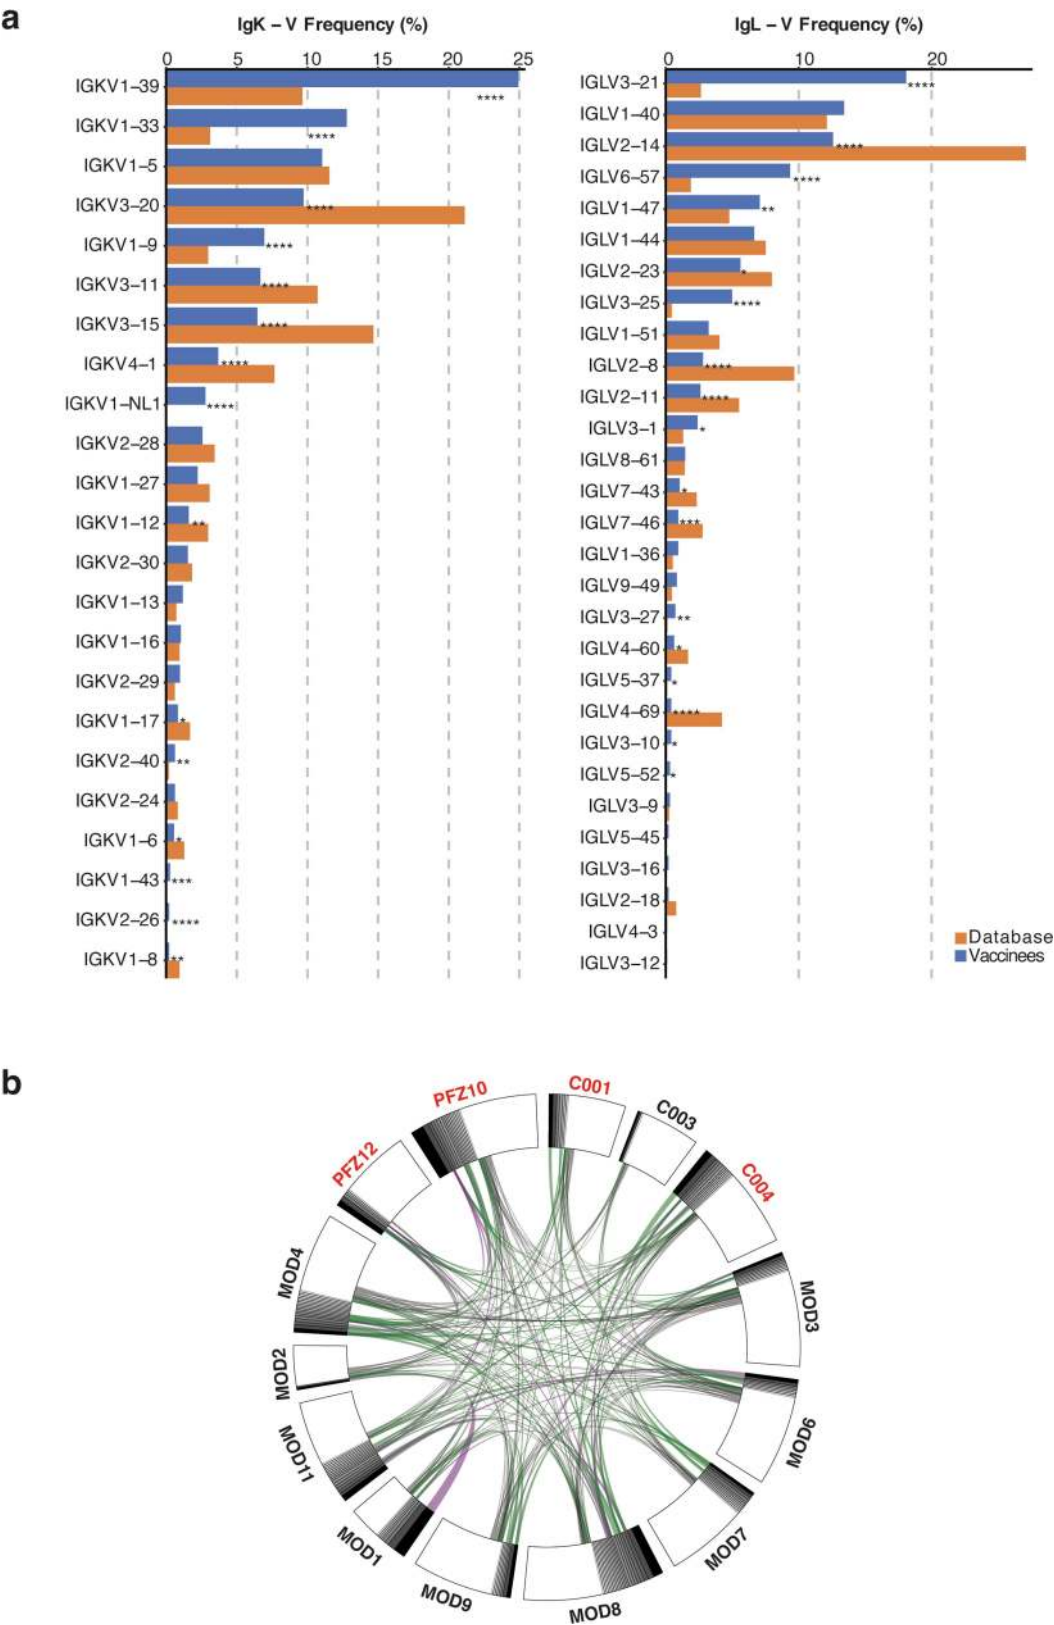 a
IgK – V Frequency (%)
0 5 10 15 20 25
IGKV1–39 ****
IGKV1–33 ****
IGKV1–5
IGKV3–20 ****
IGKV1–9 ****
IGKV3–11 ****
IGKV3–15 ****
IGKV4–1 ****
IGKV1–NL1 ****
IGKV2–28
IGKV1–27
IGKV1–12 **
IGKV2–30
IGKV1–13
IGKV1–16
IGKV2–29
IGKV1–17 *
IGKV2–40 **
IGKV2–24
IGKV1–6 *
IGKV1–43 ***
IGKV2–26 ****
IGKV1–8 **
IgL – V Frequency (%)
0 10 20
IGLV3–21 ****
IGLV1–40
IGLV2–14 ****
IGLV6–57 ****
IGLV1–47 **
IGLV1–44
IGLV2–23 *
IGLV3–25 ****
IGLV1–51
IGLV2–8 ****
IGLV2–11 ****
IGLV3–1 *
IGLV8–61
IGLV7–43 *
IGLV7–46 ***
IGLV1–36
IGLV9–49
IGLV3–27 **
IGLV4–60 *
IGLV5–37 *
IGLV4–69 ****
IGLV3–10 *
IGLV5–52 *
IGLV3–9
IGLV5–45
IGLV3–16
IGLV2–18
IGLV4–3
IGLV3–12
Database
Vaccinees
b
C001
C003
C004
MOD3
MOD6
MOD7
MOD8
MOD9
MOD1
MOD11
MOD2
MOD4
PFZ12
PFZ10